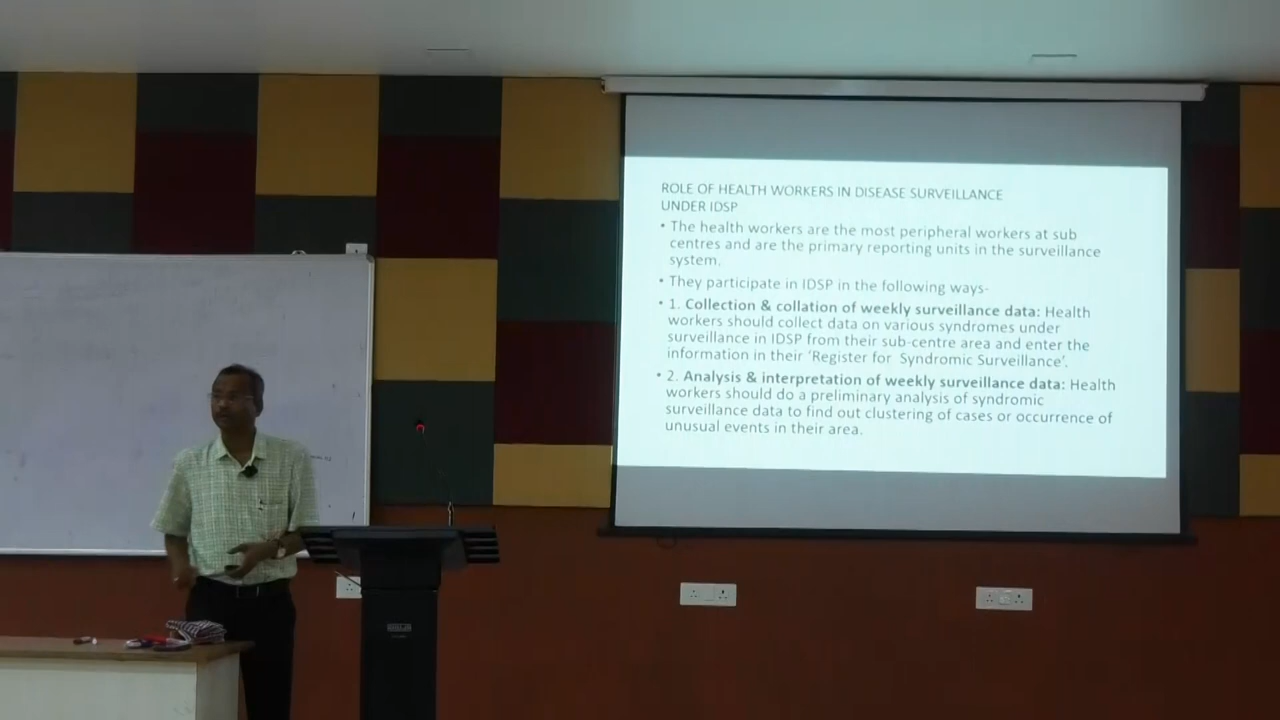 ROLE OF HEALTH WORKERS IN DISEASE SURVEILLANCE
UNDER IDSP
• The health workers are the most peripheral workers at sub
centres and are the primary reporting units in the surveillance
system.
• They participate in IDSP in the following ways-
• 1. Collection & collation of weekly surveillance data: Health
workers should collect data on various syndromes under
surveillance in IDSP from their sub-centre area and enter the
information in their ‘Register for Syndromic Surveillance’.
• 2. Analysis & interpretation of weekly surveillance data: Health
workers should do a preliminary analysis of syndromic
surveillance data to find out clustering of cases or occurrence of
unusual events in their area.